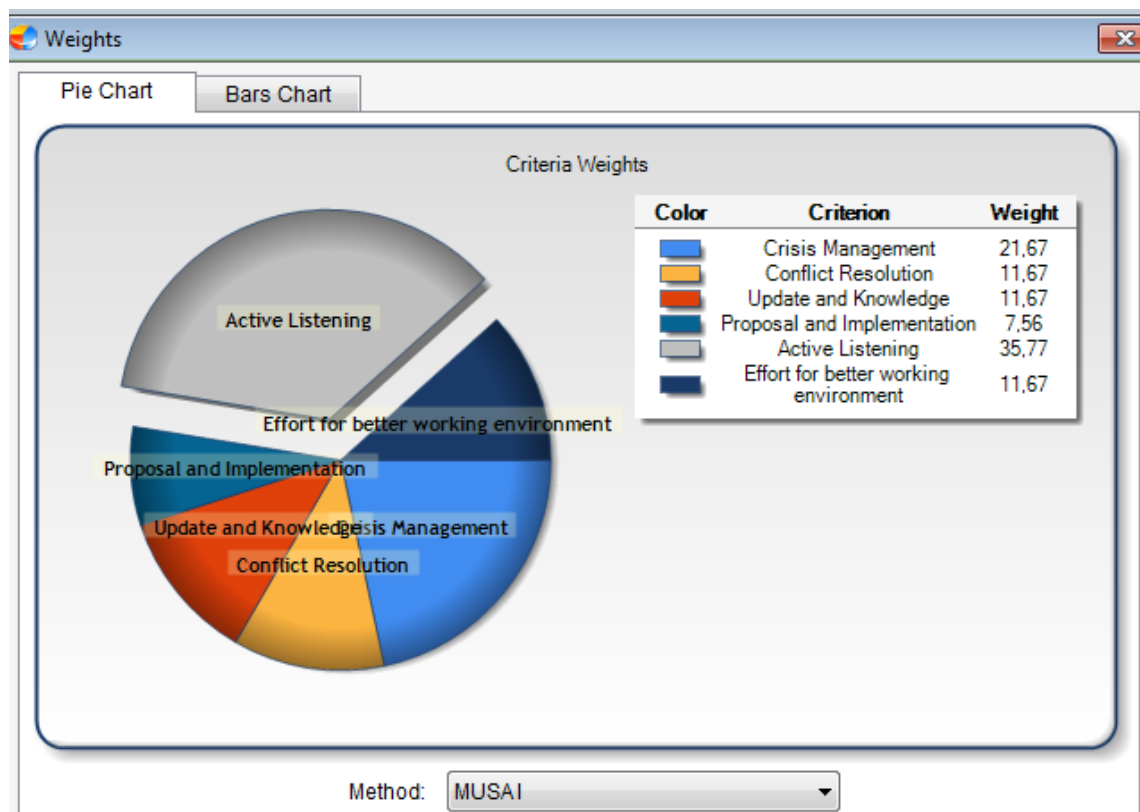 Weights
Pie Chart
Bars Chart
Criteria Weights
Color Criterion Weight
Crisis Management 21,67
Conflict Resolution 11,67
Update and Knowledge 11,67
Proposal and Implementation 7,56
Active Listening 35,77
Effort for better working
environment 11,67
Active Listening
Effort for better working environment
Proposal and Implementation
Update and Knowledge
Crisis Management
Conflict Resolution
Method: MUSA I